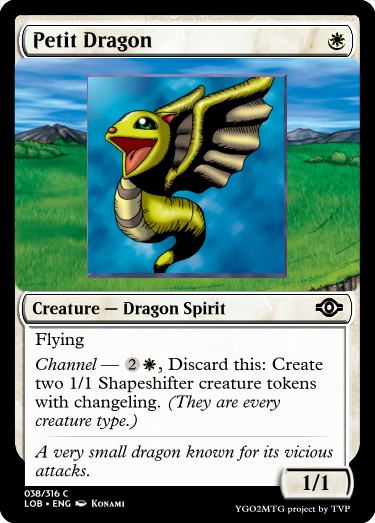 Petit Dragon
Creature — Dragon Spirit
Flying
Channel — 2, Discard this: Create
two 1/1 Shapeshifter creature tokens
with changeling. (They are every
creature type.)
A very small dragon known for its vicious
attacks.
1/1
038/316 C
LOB • ENG Konami
YGO2MTG project by TVP